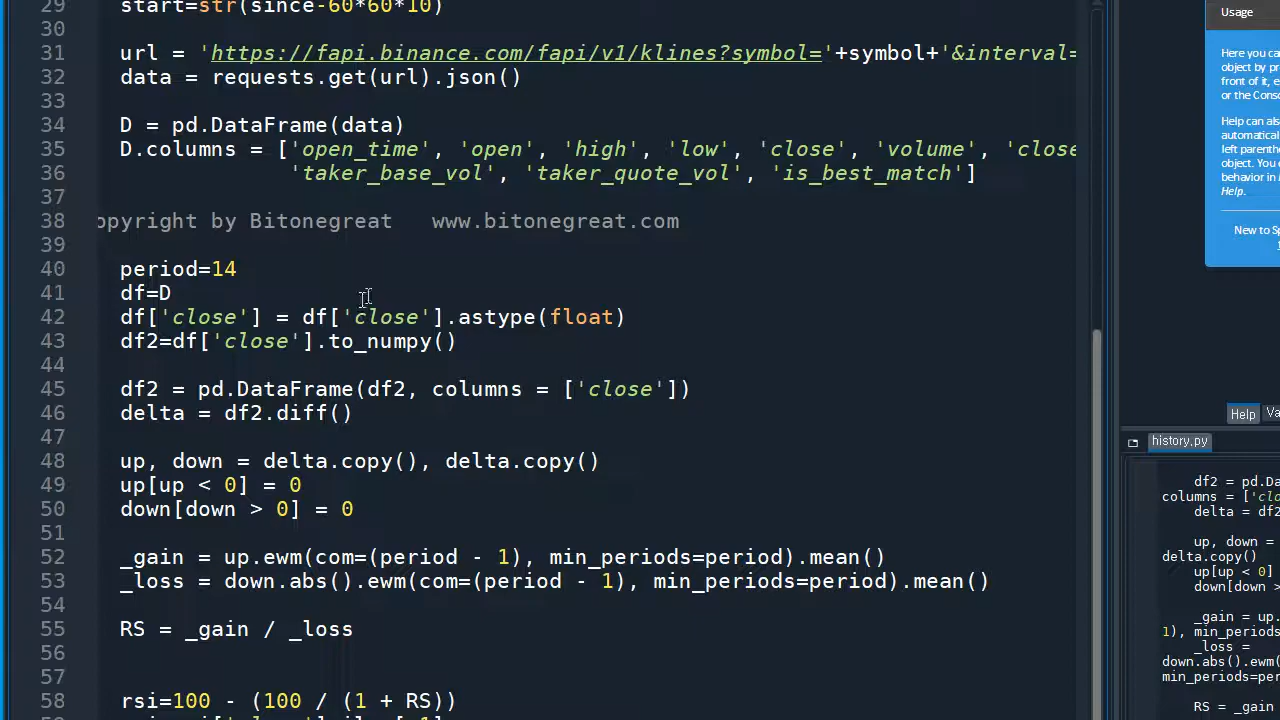 29 start=str(since-60*60*10)
30
31 url = 'https://fapi.binance.com/fapi/v1/klines?symbol='+symbol+'&interval=
32 data = requests.get(url).json()
33
34 D = pd.DataFrame(data)
35 D.columns = ['open_time', 'open', 'high', 'low', 'close', 'volume', 'close
36 'taker_base_vol', 'taker_quote_vol', 'is_best_match']
37
38 opyright by Bitonegreat www.bitonegreat.com
39
40 period=14
41 df=D
42 df['close'] = df['close'].astype(float)
43 df2=df['close'].to_numpy()
44
45 df2 = pd.DataFrame(df2, columns = ['close'])
46 delta = df2.diff()
47
48 up, down = delta.copy(), delta.copy()
49 up[up < 0] = 0
50 down[down > 0] = 0
51
52 _gain = up.ewm(com=(period - 1), min_periods=period).mean()
53 _loss = down.abs().ewm(com=(period - 1), min_periods=period).mean()
54
55 RS = _gain / _loss
56
57
58 rsi=100 - (100 / (1 + RS))
Usage
Here you ca
object by pr
front of it, e
or the Conso
Help can als
automatical
left parenthe
object. You c
behavior in
Help.
New to Sp
Help Va
history.py
df2 = pd.Da
columns = ['clo
delta = df2
up, down =
delta.copy()
up[up < 0]
down[down >
_gain = up.
1), min_periods
_loss =
down.abs().ewm(
min_periods=per
RS = _gain